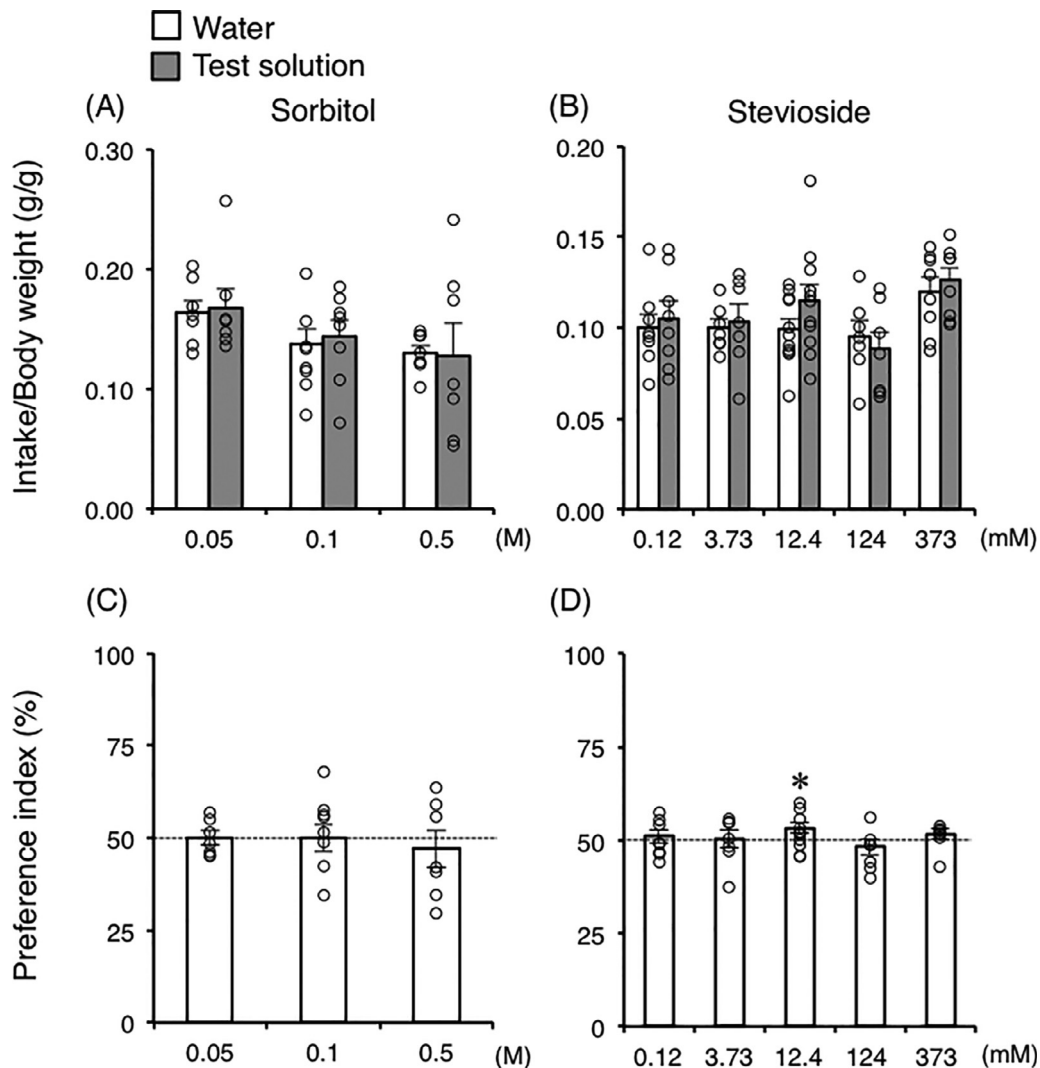 Water
Test solution
(A) Sorbitol
(B) Stevioside
Intake/Body weight (g/g)
0.30
0.20
0.10
0.00
0.05 0.1 0.5 (M)
0.20
0.15
0.10
0.05
0.00
0.12 3.73 12.4 124 373 (mM)
(C)
(D)
Preference index (%)
100
75
50
25
0
0.05 0.1 0.5 (M)
100
75
50
25
0
*
0.12 3.73 12.4 124 373 (mM)